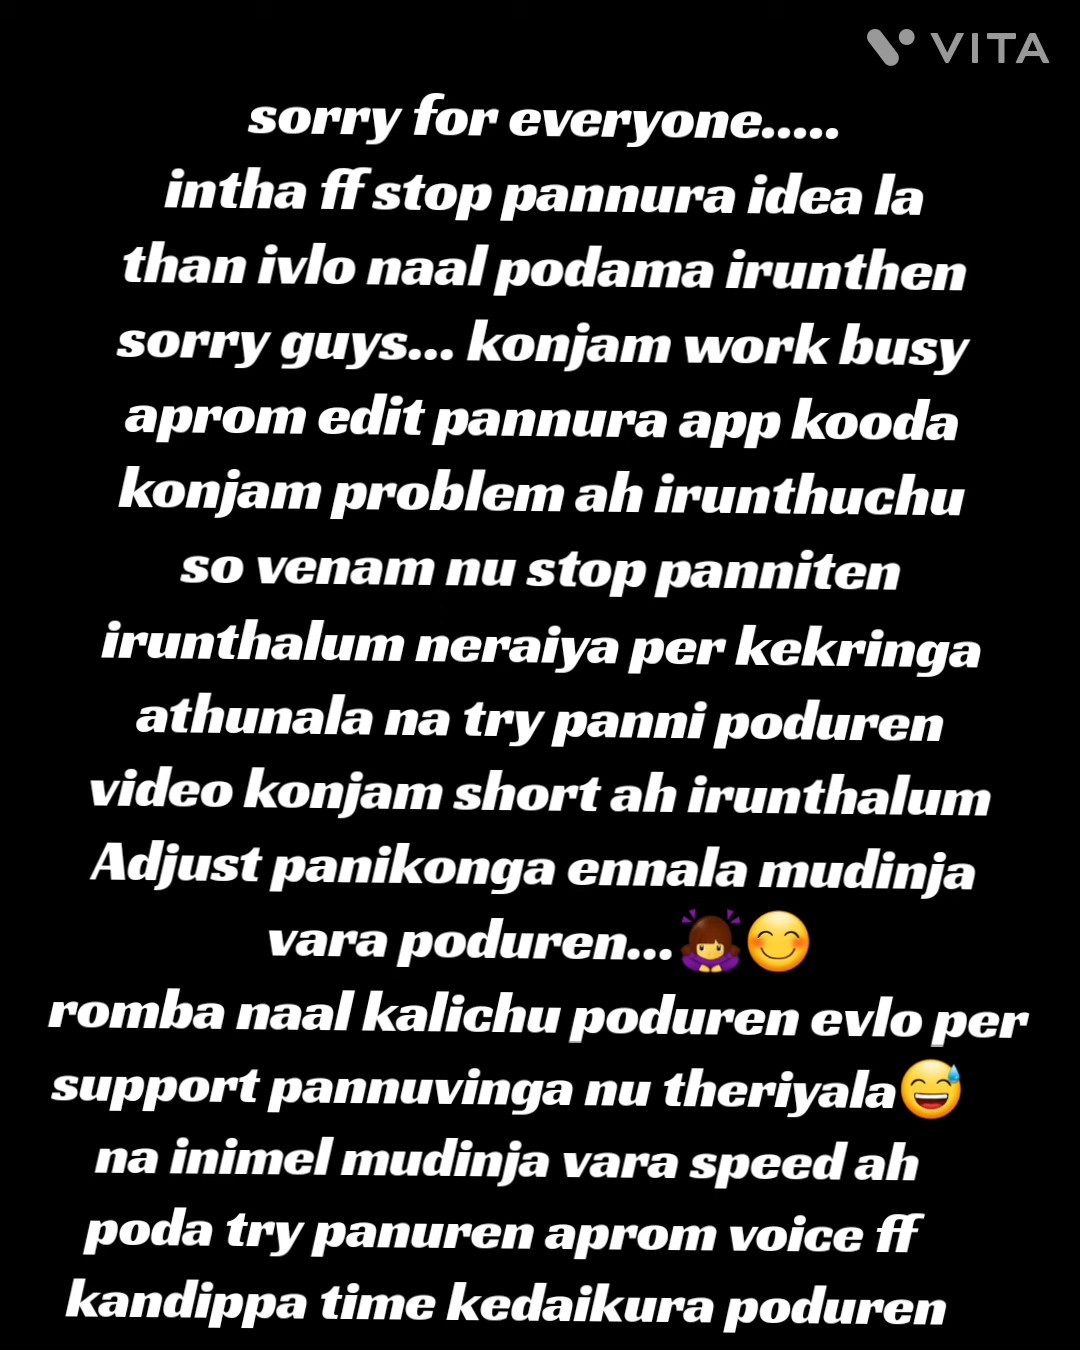 VITA
sorry for everyone.....
intha ff stop pannura idea la
than ivlo naal podama irunthen
sorry guys... konjam work busy
aprom edit pannura app kooda
konjam problem ah irunthuchu
so venam nu stop panniten
irunthalum neraiya per kekringa
athunala na try panni poduren
video konjam short ah irunthalum
Adjust panikonga ennala mudinja
vara poduren...🙇‍♀️😊
romba naal kalichu poduren evlo per
support pannuvinga nu theriyala😅
na inimel mudinja vara speed ah
poda try panuren aprom voice ff
kandippa time kedaikura poduren